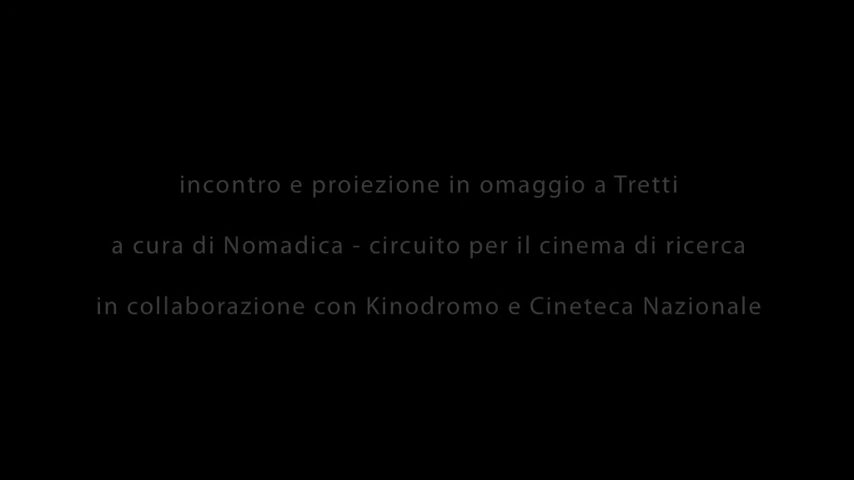 incontro e proiezione in omaggio a Tretti
a cura di Nomadica - circuito per il cinema di ricerca
in collaborazione con Kinodromo e Cineteca Nazionale